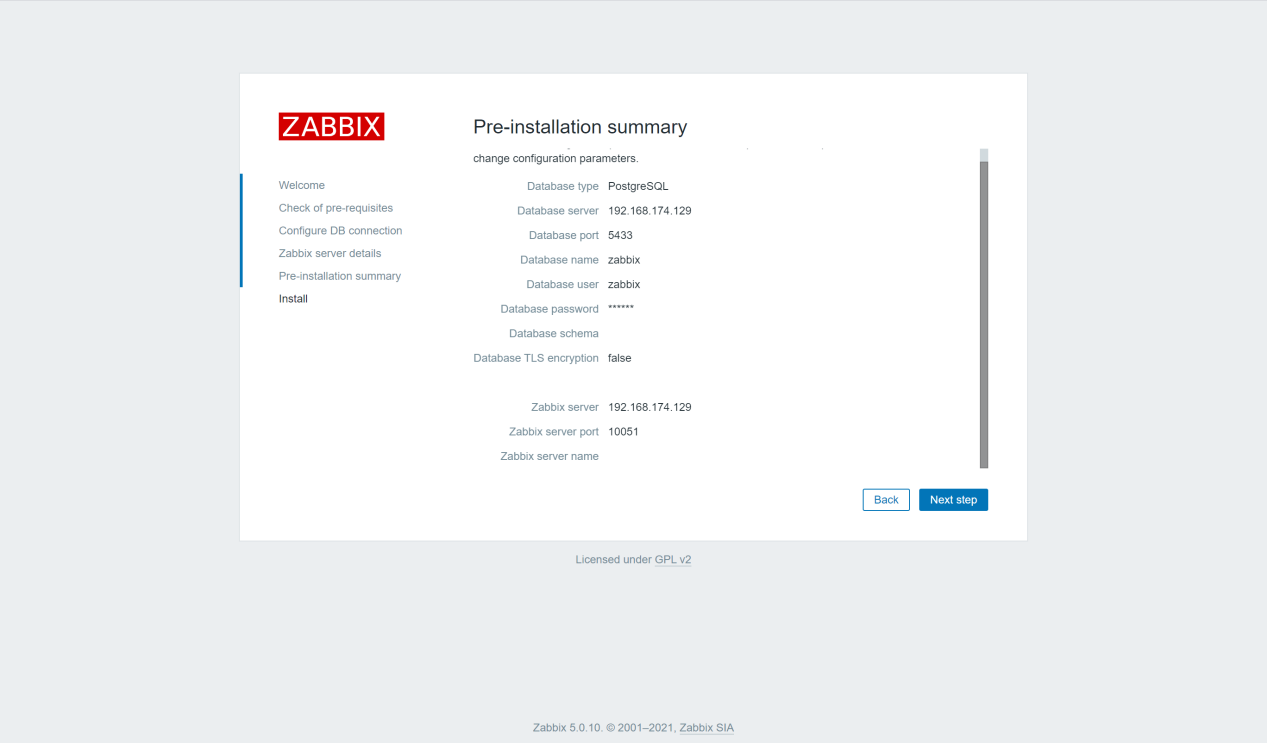 ZABBIX
Welcome
Check of pre-requisites
Configure DB connection
Zabbix server details
Pre-installation summary
Install
Pre-installation summary
change configuration parameters.
Database type PostgreSQL
Database server 192.168.174.129
Database port 5433
Database name zabbix
Database user zabbix
Database password ******
Database schema
Database TLS encryption false
Zabbix server 192.168.174.129
Zabbix server port 10051
Zabbix server name
Back Next step
Licensed under GPL v2
Zabbix 5.0.10. © 2001–2021, Zabbix SIA